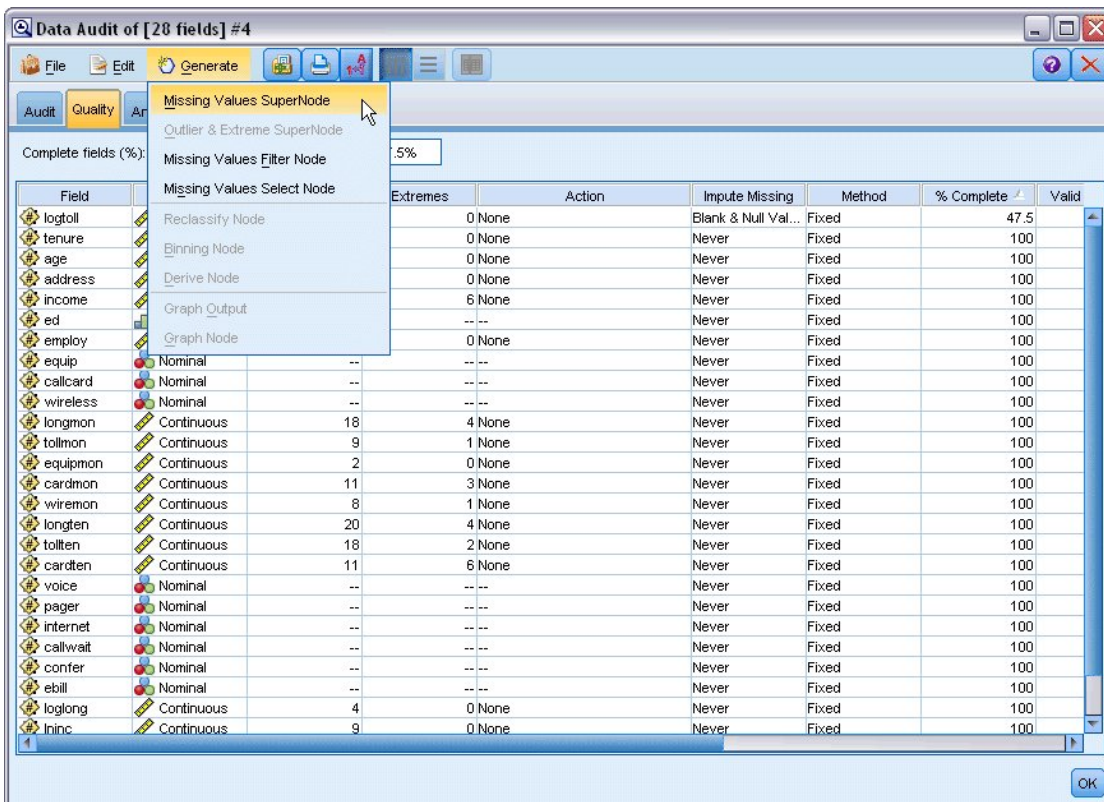 Data Audit of [28 fields] #4
File Edit Generate
Audit Quality An
Missing Values SuperNode
Outlier & Extreme SuperNode
Missing Values Filter Node
Missing Values Select Node
Reclassify Node
Binning Node
Derive Node
Graph Output
Graph Node
Complete fields (%): .5%
Field Extremes Action Impute Missing Method % Complete Valid
logtoll 0 None Blank & Null Val... Fixed 47.5
tenure 0 None Never Fixed 100
age 0 None Never Fixed 100
address 0 None Never Fixed 100
income 6 None Never Fixed 100
ed -- -- Never Fixed 100
employ 0 None Never Fixed 100
equip Nominal -- -- -- Never Fixed 100
callcard Nominal -- -- -- Never Fixed 100
wireless Nominal -- -- -- Never Fixed 100
longmon Continuous 18 4 None Never Fixed 100
tollmon Continuous 9 1 None Never Fixed 100
equipmon Continuous 2 0 None Never Fixed 100
cardmon Continuous 11 3 None Never Fixed 100
wiremon Continuous 8 1 None Never Fixed 100
longten Continuous 20 4 None Never Fixed 100
tollten Continuous 18 2 None Never Fixed 100
cardten Continuous 11 6 None Never Fixed 100
voice Nominal -- -- -- Never Fixed 100
pager Nominal -- -- -- Never Fixed 100
internet Nominal -- -- -- Never Fixed 100
callwait Nominal -- -- -- Never Fixed 100
confer Nominal -- -- -- Never Fixed 100
ebill Nominal -- -- -- Never Fixed 100
loglong Continuous 4 0 None Never Fixed 100
lninc Continuous 9 0 None Never Fixed 100
OK